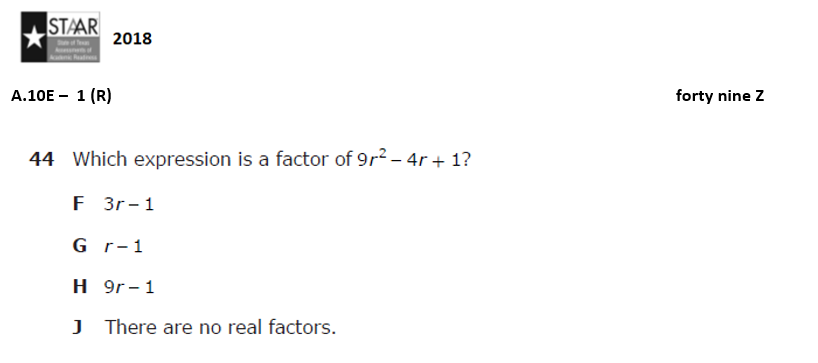 STAAR
State of Texas
Assessments of
Academic Readiness
2018
A.10E – 1 (R)
forty nine Z
44 Which expression is a factor of 9r² – 4r + 1?
F 3r – 1
G r – 1
H 9r – 1
J There are no real factors.